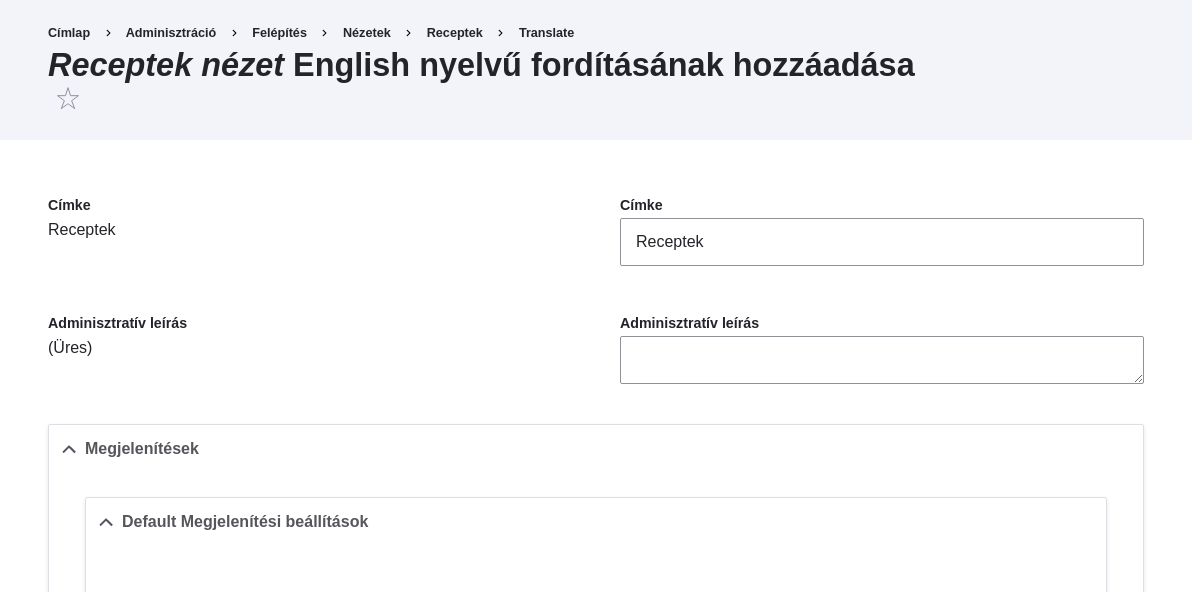 Címlap › Adminisztráció › Felépítés › Nézetek › Receptek › Translate
Receptek nézet English nyelvű fordításának hozzáadása
Címke
Receptek
Címke
Receptek
Adminisztratív leírás
(Üres)
Adminisztratív leírás
Megjelenítések
Default Megjelenítési beállítások